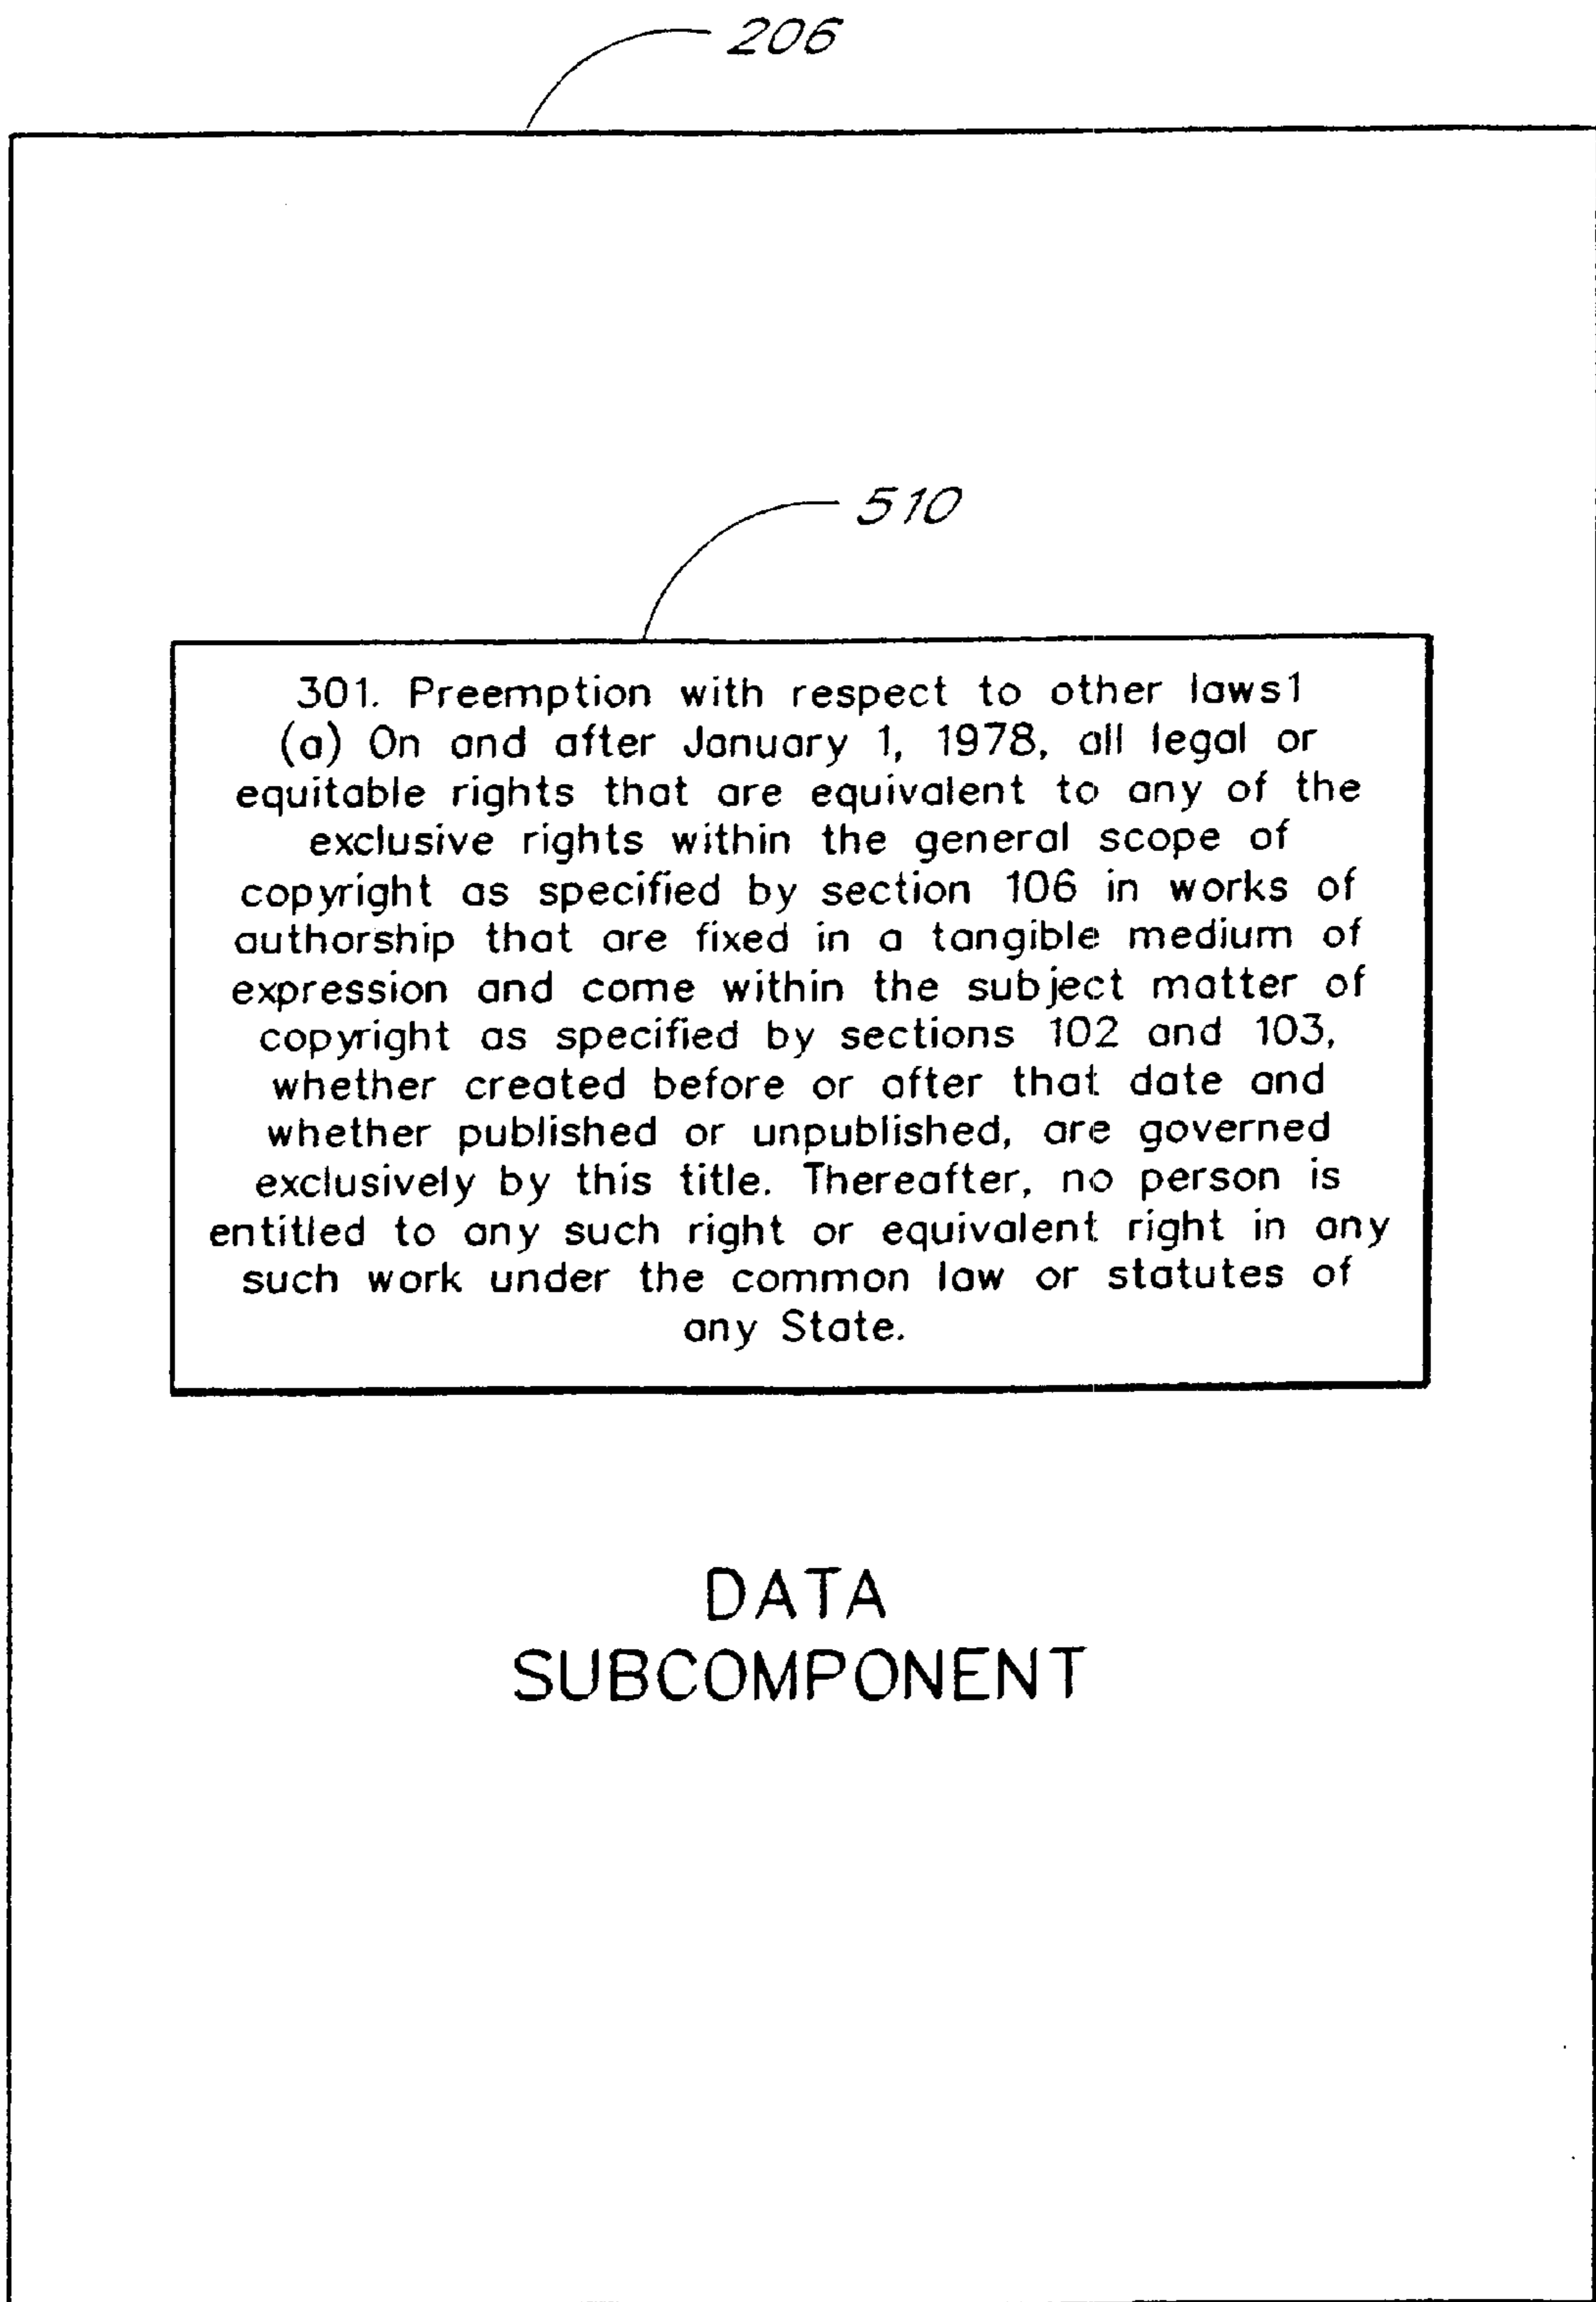 206
510
301. Preemption with respect to other laws1
(a) On and after January 1, 1978, all legal or
equitable rights that are equivalent to any of the
exclusive rights within the general scope of
copyright as specified by section 106 in works of
authorship that are fixed in a tangible medium of
expression and come within the subject matter of
copyright as specified by sections 102 and 103,
whether created before or after that date and
whether published or unpublished, are governed
exclusively by this title. Thereafter, no person is
entitled to any such right or equivalent right in any
such work under the common law or statutes of
any State.
DATA
SUBCOMPONENT